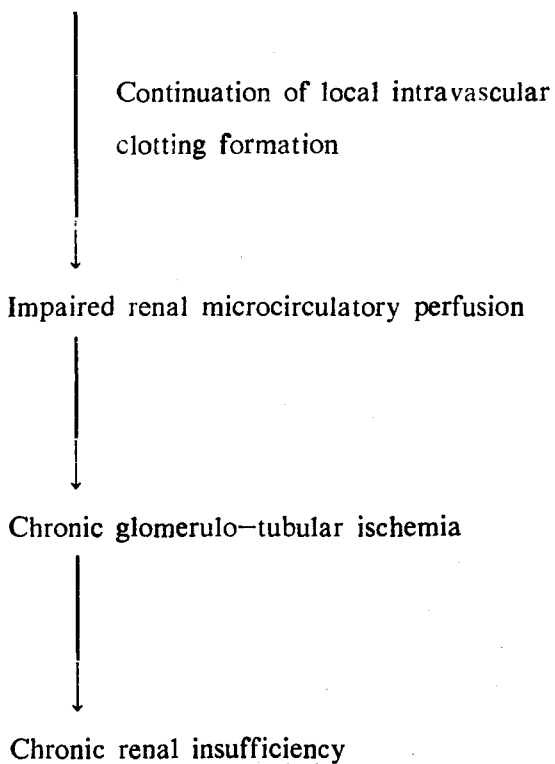 Continuation of local intravascular
clotting formation
Impaired renal microcirculatory perfusion
Chronic glomerulo-tubular ischemia
Chronic renal insufficiency